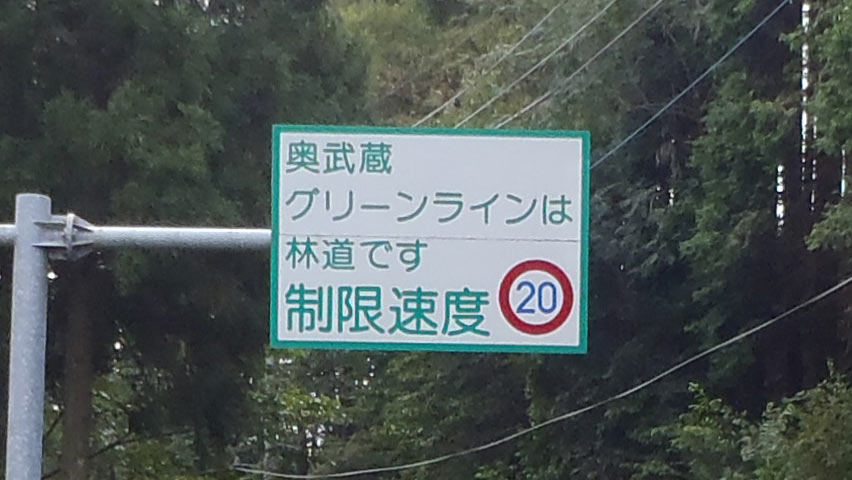 奥武蔵
グリーンラインは
林道です
制限速度 20